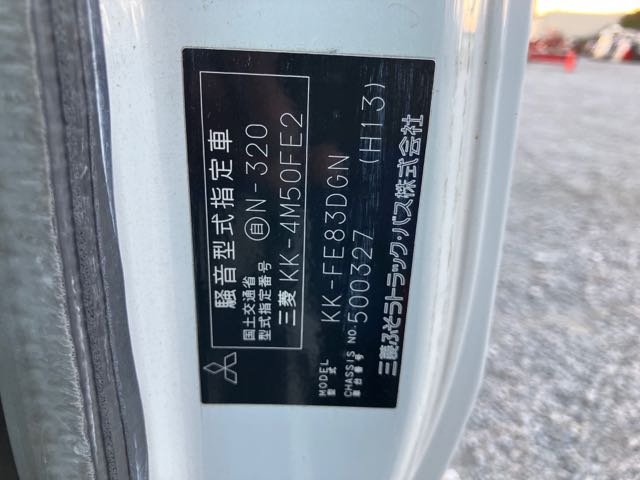 騒音型式指定車
国土交通省
型式指定番号 自N-320
三菱 KK-4M50FE2
MODEL
型式 KK-FE83DGN
CHASSIS NO.
車台番号 500327 (H13)
三菱ふそうトラック・バス株式会社